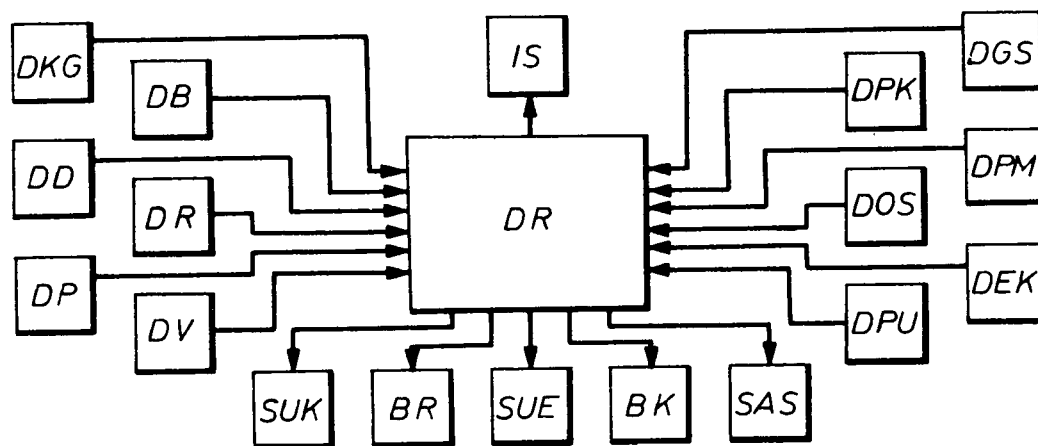 DKG
IS
DGS
DB
DPK
DD
DPM
DR
DR
DOS
DP
DEK
DV
DPU
SUK
BR
SUE
BK
SAS